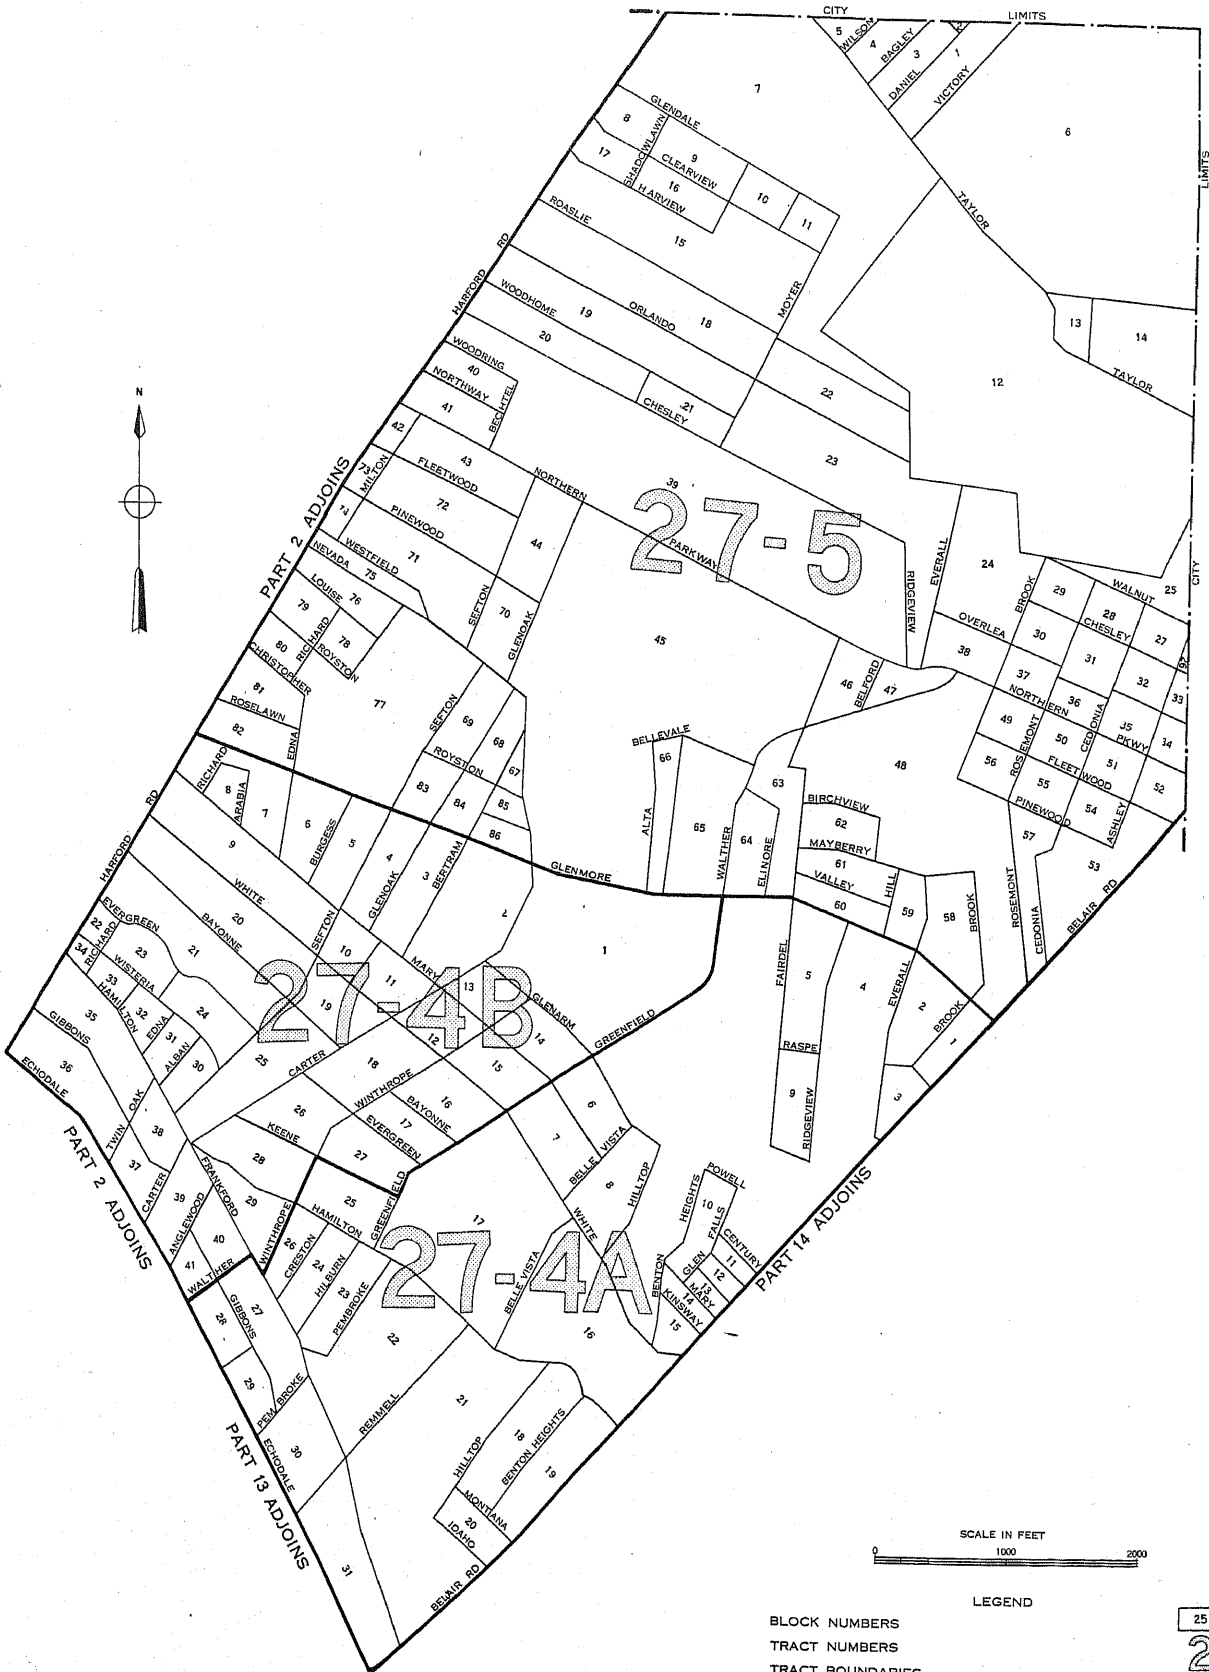 CITY LIMITS
5 WILSON 4 BAGLEY 3 DANIEL 2 1 VICTORY
7
6
LIMITS
GLENDALE
8 SHADOWLAWN 9 CLEARVIEW
17 16 HARVIEW 10 11
TAYLOR
ROASLIE 15
HARFORD RD
WOODHOME 19 ORLANDO 18 MOYER
20
13 14
TAYLOR
WOODRING 40
NORTHWAY BECHTEL
21 CHESLEY 22 12
41
42
43 FLEETWOOD NORTHERN 39 23
73 MILTON
72
27-5
N
PART 2 ADJOINS
74 PINEWOOD 44 PARKWAY
WESTFIELD 71
NEVADA 75
EVERALL 24
RIDGEVIEW
CITY
25
WALNUT
BROOK 29 28 CHESLEY 27 26
LOUISE 76
79 RICHARD 78 ROYSTON
SEFTON 70 GLENOAK
45
OVERLEA 30 31 32 33
38 37 36
80 CHRISTOPHER
81 ROSELAWN
82 EDNA
77
SEFTON 69 68
46 BELFORD 47
NORTHERN PKWY
49 ROSEMONT 50 CEDONIA 35 34
BELLEVALE 66
ROYSTON 67
48
56 FLEETWOOD 51 52
55 54
PINEWOOD ASHLEY
57 53
RICHARD 8 ARABIA 7
6 BURGESS 5
83 84 85
86
63
BIRCHVIEW
62
MAYBERRY
61
VALLEY HILL
60 59 58 BROOK
ALTA 65 WALTHER 64 ELINORE
RD
HARFORD
9
4 3 BERTRAM
GLENOAK
GLENMORE
ROSEMONT CEDONIA BELAIR RD
WHITE
20 BAYONNE
SEFTON
2
1
EVERGREEN
22 RICHARD 21
34 23
WISTERIA
33 HAMILTON
10 11 MARY 13
27-4B
FAIRDEL 5 4 EVERALL 2 BROOK 1
35 32 EDNA 24
31 ALBAN 30
19 12 GLENARM 14
GREENFIELD
GIBBONS
36
ECHODALE
25 CARTER 18 15
WINTHROPE
RASPE
9 RIDGEVIEW
3
TWIN OAK 38
26 KEENE
16 BAYONNE 17 EVERGREEN
6
7
PART 2 ADJOINS
37 CARTER
28 27
BELLE VISTA
8 HILLTOP
39 ANGLEWOOD FRANKFORD 29
25 HAMILTON GREENFIELD
17
WHITE
POWELL
HEIGHTS 10 FALLS
40
41 WALTHER
WINTHROPE 26 CRESTON 24 HILBURN 23 PEMBROKE
27-4A
BELLE VISTA
BENTON GLEN CENTURY
11
12
13 MARY
14 KINSWAY
15
PART 14 ADJOINS
28 GIBBONS 27
22
16
29 PEMBROKE
REMMELL
21
ECHODALE 30
HILLTOP 18 BENTON HEIGHTS 19
PART 13 ADJOINS
MONTANA
20
IDAHO
31
BELAIR RD
SCALE IN FEET
0 1000 2000
LEGEND
BLOCK NUMBERS 25
TRACT NUMBERS 2
TRACT BOUNDARIES